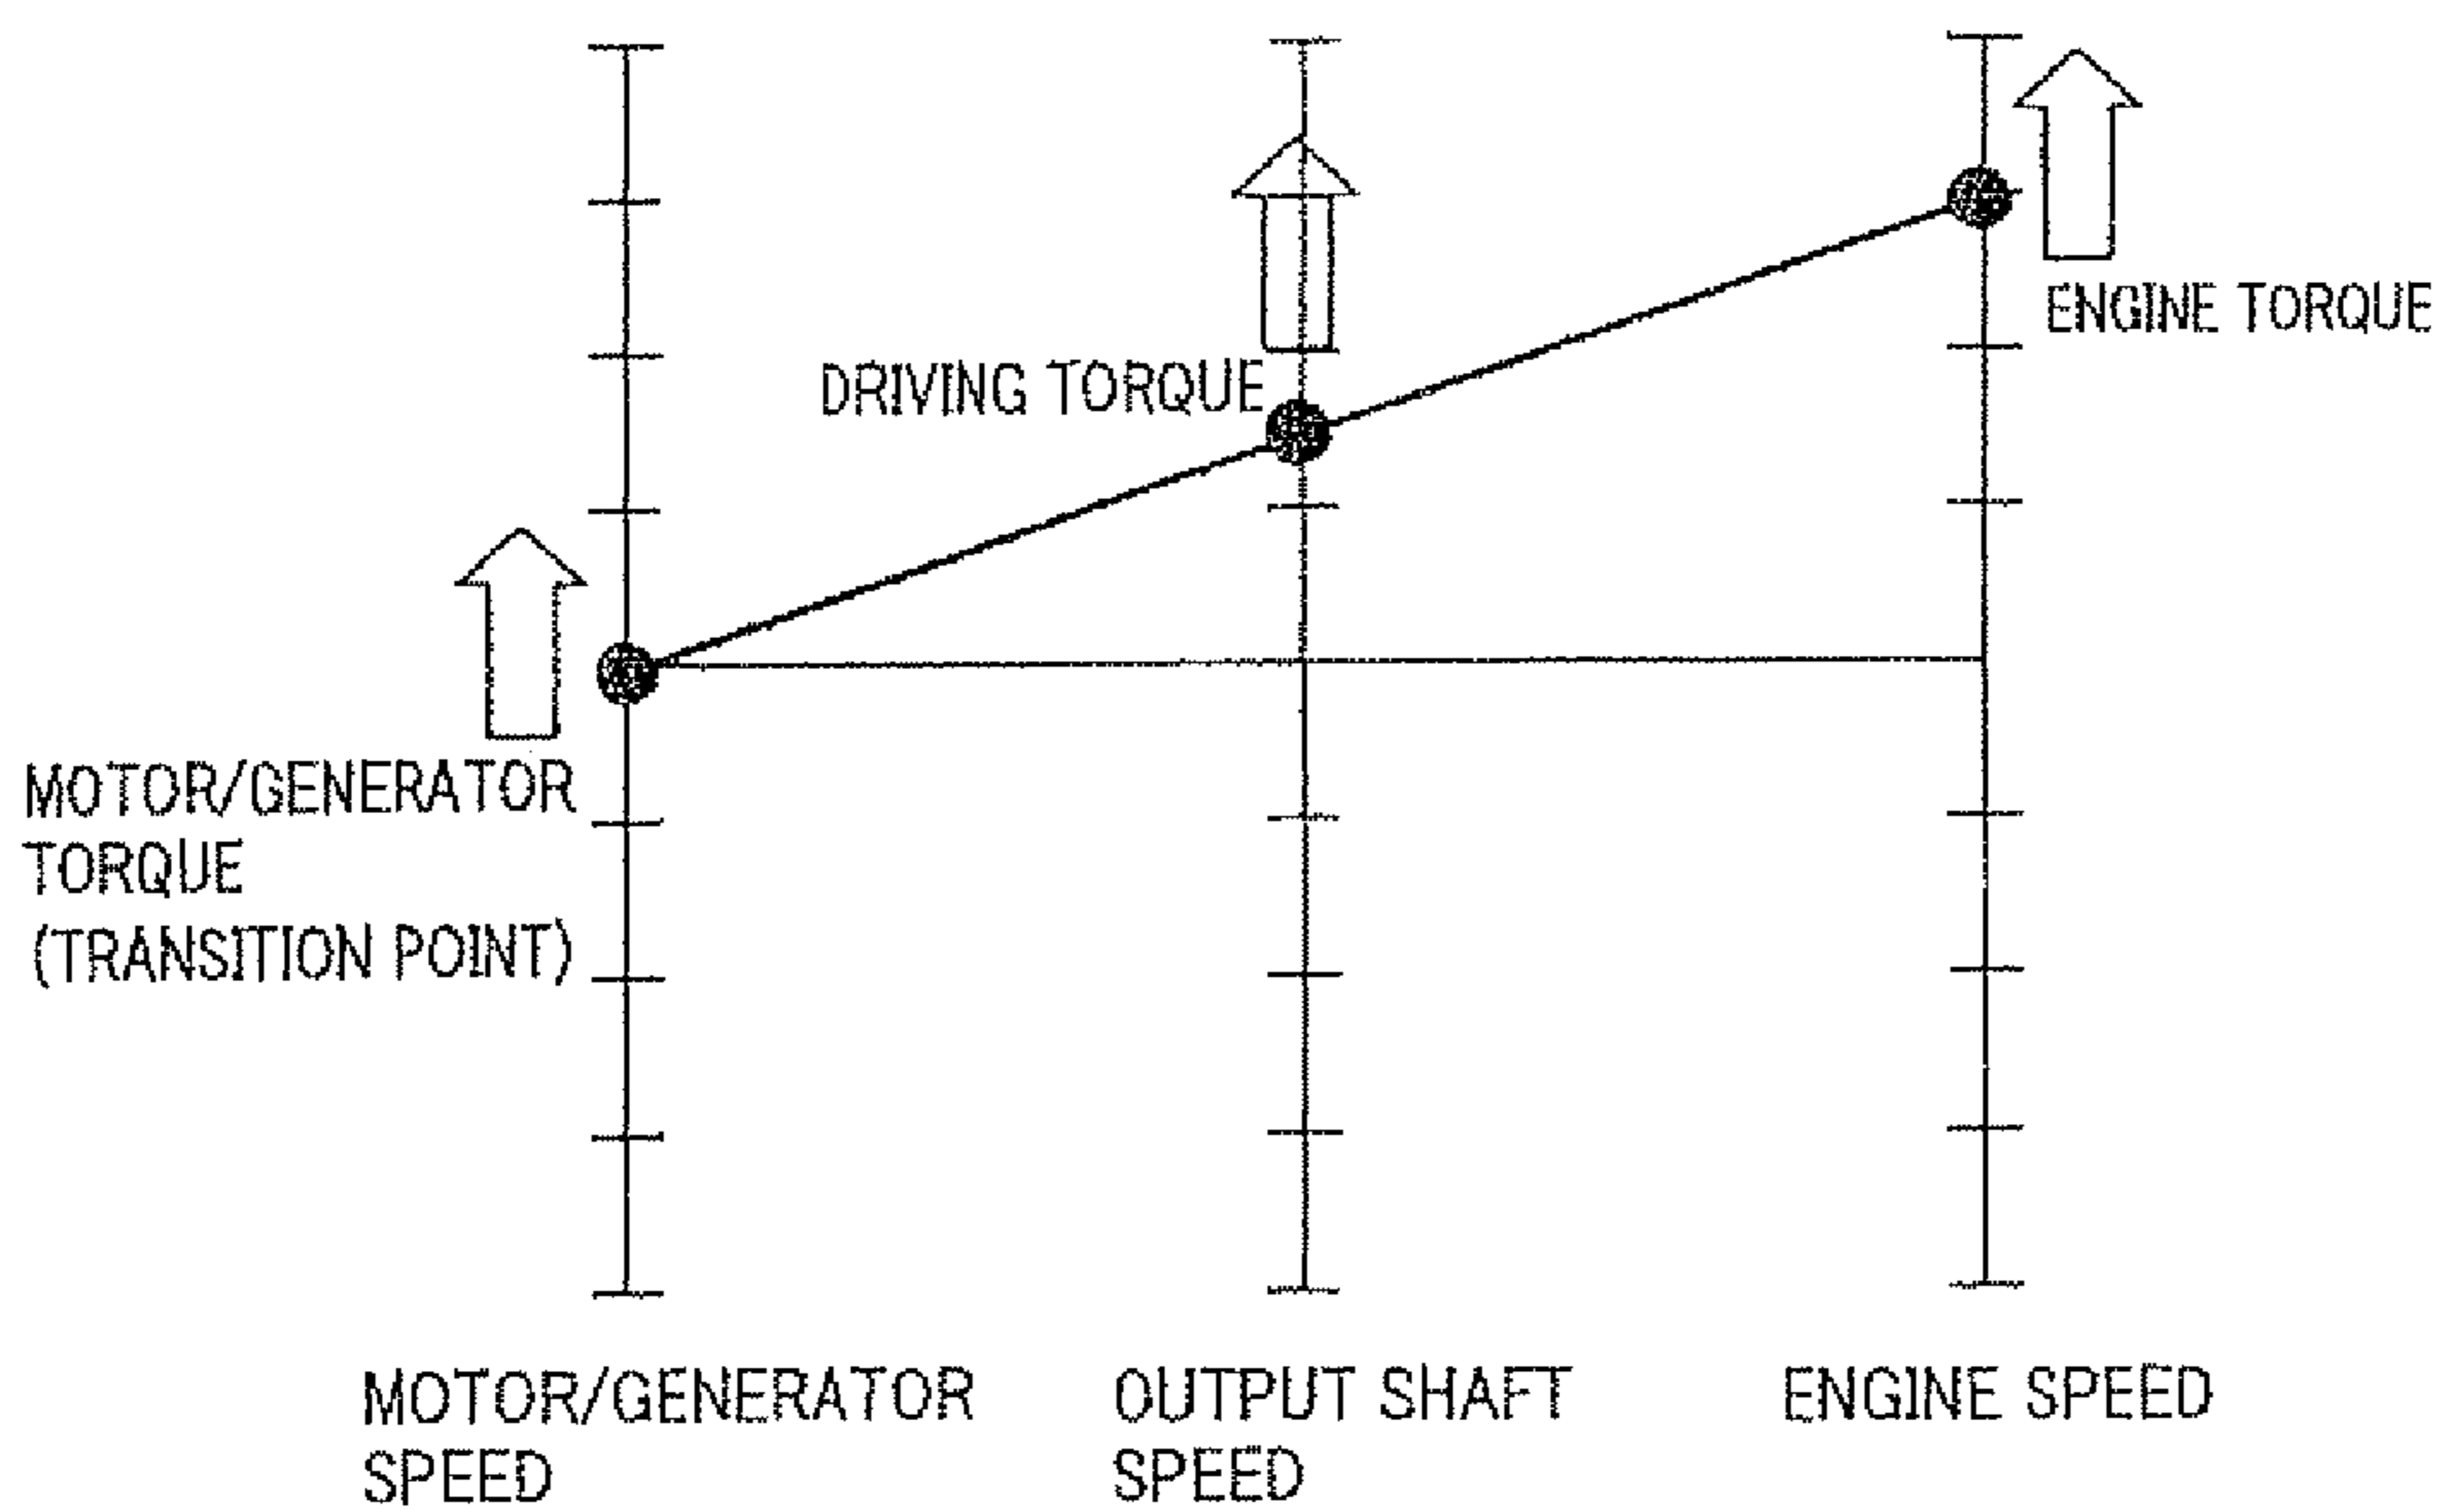 ENGINE TORQUE
DRIVING TORQUE
MOTOR/GENERATOR
TORQUE
(TRANSITION POINT)
MOTOR/GENERATOR
SPEED
OUTPUT SHAFT
SPEED
ENGINE SPEED